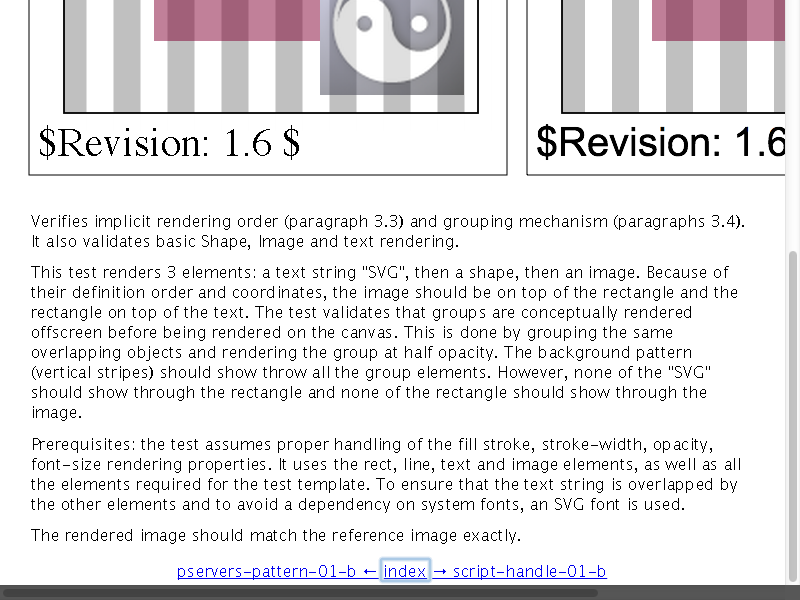 $Revision: 1.6 $
$Revision: 1.6
Verifies implicit rendering order (paragraph 3.3) and grouping mechanism (paragraphs 3.4).
It also validates basic Shape, Image and text rendering.
This test renders 3 elements: a text string "SVG", then a shape, then an image. Because of
their definition order and coordinates, the image should be on top of the rectangle and the
rectangle on top of the text. The test validates that groups are conceptually rendered
offscreen before being rendered on the canvas. This is done by grouping the same
overlapping objects and rendering the group at half opacity. The background pattern
(vertical stripes) should show throw all the group elements. However, none of the "SVG"
should show through the rectangle and none of the rectangle should show through the
image.
Prerequisites: the test assumes proper handling of the fill stroke, stroke-width, opacity,
font-size rendering properties. It uses the rect, line, text and image elements, as well as all
the elements required for the test template. To ensure that the text string is overlapped by
the other elements and to avoid a dependency on system fonts, an SVG font is used.
The rendered image should match the reference image exactly.
pservers-pattern-01-b ← index → script-handle-01-b